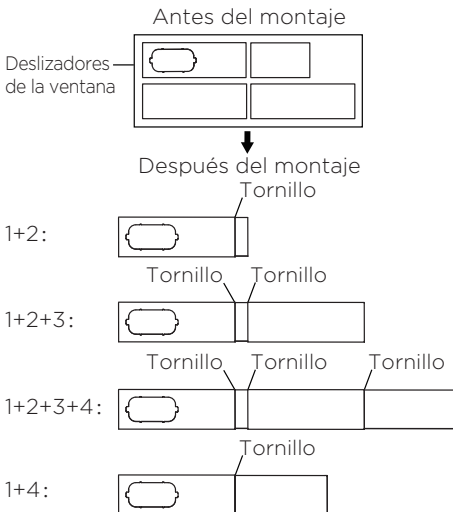 Antes del montaje
Deslizadores
de la ventana
Después del montaje
Tornillo
1+2:
Tornillo Tornillo
1+2+3:
Tornillo Tornillo Tornillo
1+2+3+4:
Tornillo
1+4: